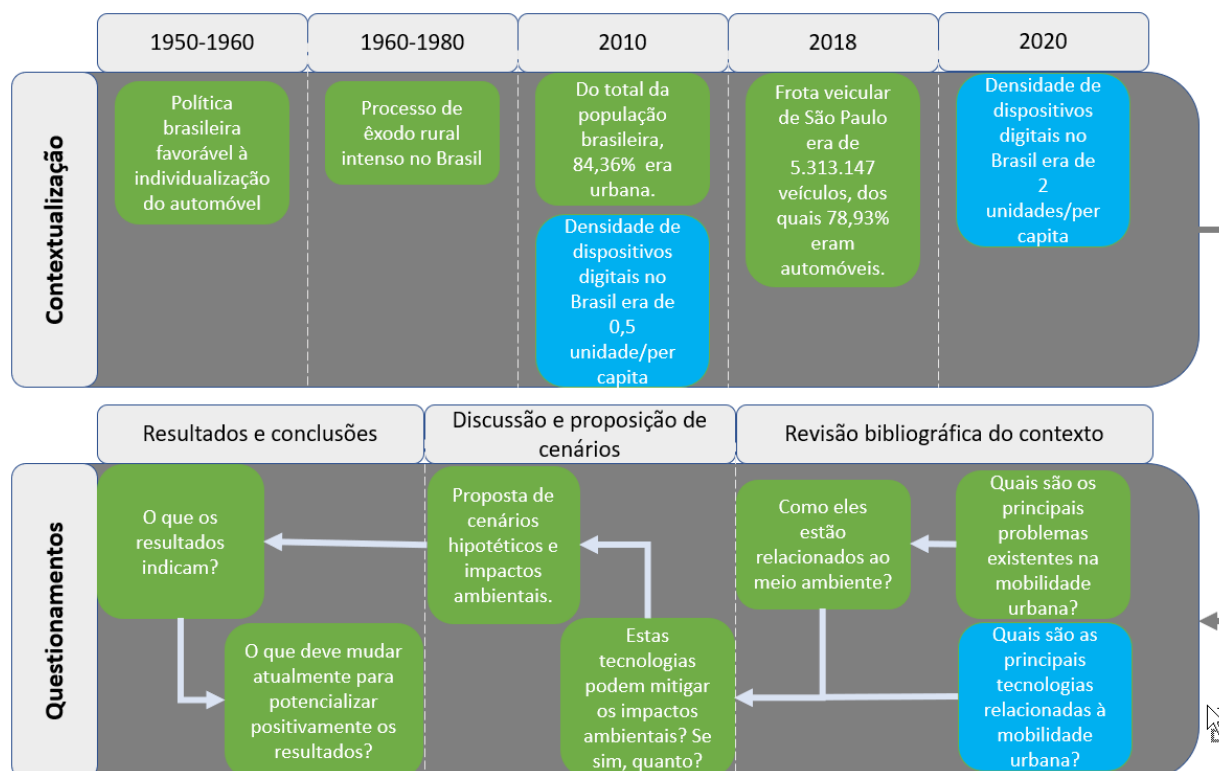 1950-1960
1960-1980
2010
2018
2020
Contextualização
Política
brasileira
favorável à
individualização
do automóvel
Processo de
êxodo rural
intenso no Brasil
Do total da
população
brasileira,
84,36% era
urbana.
Densidade de
dispositivos
digitais no
Brasil era de
0,5
unidade/per
capita
Frota veicular
de São Paulo
era de
5.313.147
veículos, dos
quais 78,93%
eram
automóveis.
Densidade de
dispositivos
digitais no
Brasil era de
2
unidades/per
capita
Questionamentos
Resultados e conclusões
Discussão e proposição de
cenários
Revisão bibliográfica do contexto
O que os
resultados
indicam?
O que deve mudar
atualmente para
potencializar
positivamente os
resultados?
Proposta de
cenários
hipotéticos e
impactos
ambientais.
Estas
tecnologias
podem mitigar
os impactos
ambientais? Se
sim, quanto?
Como eles
estão
relacionados ao
meio ambiente?
Quais são os
principais
problemas
existentes na
mobilidade
urbana?
Quais são as
principais
tecnologias
relacionadas à
mobilidade
urbana?